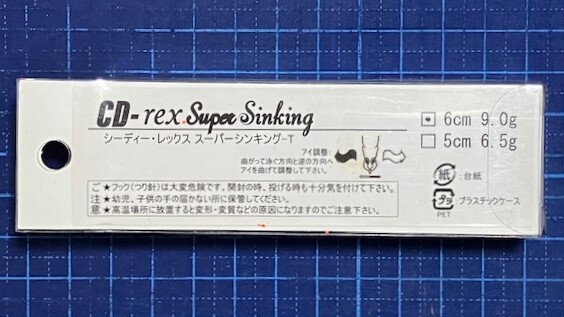 CD-rex Super Sinking
シーディー・レックス スーパーシンキング-T
6cm 9.0g
5cm 6.5g
アイ調整:
曲がって泳ぐ方向と逆の方向へ
アイを曲げて調整して下さい。
紙:台紙
プラ:プラスチックケース
PET
ご注意
★フック(つり針)は大変危険です。開封の時、投げる時も十分気を付けて下さい。
★幼児、子供の手の届かない所に保管してください。
★高温場所に放置すると変形・変質などの原因になりますのでご注意下さい。